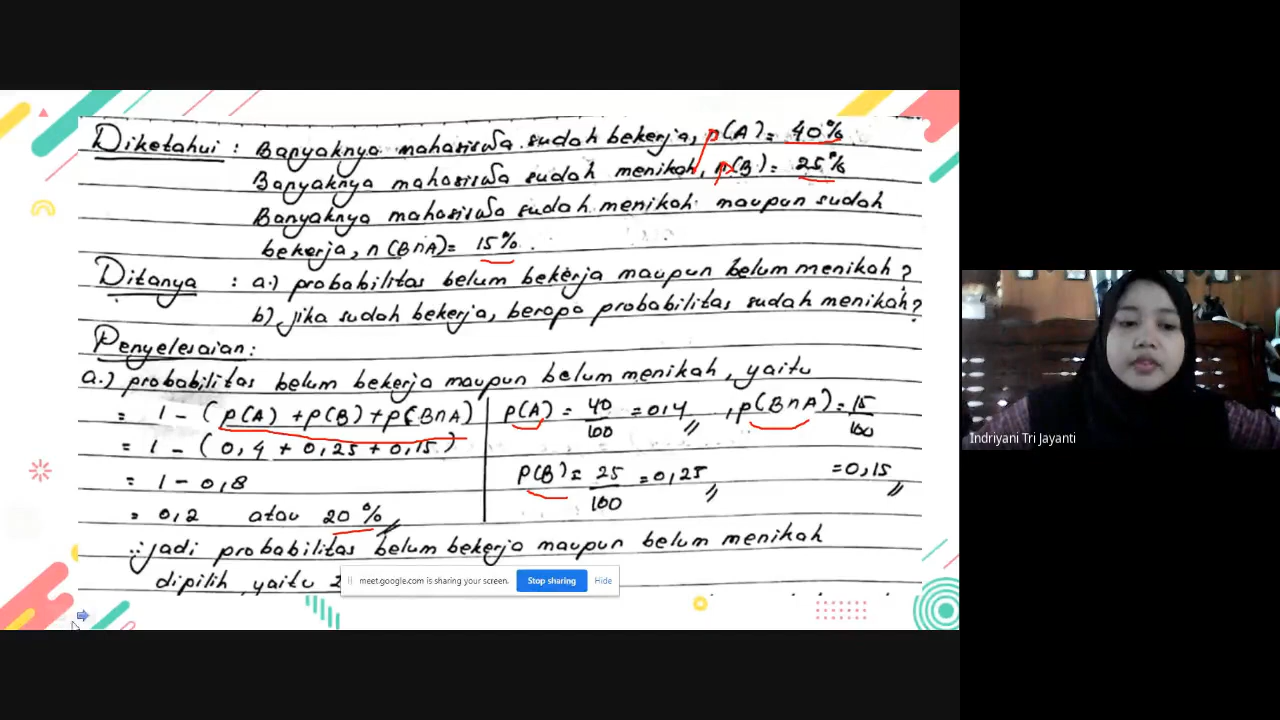 Diketahui : Banyaknya mahasiswa sudah bekerja, p(A) = 40%
Banyaknya mahasiswa sudah menikah, p(B) = 25%
Banyaknya mahasiswa sudah menikah maupun sudah
bekerja, n(B∩A) = 15%.
Ditanya : a.) probabilitas belum bekerja maupun belum menikah?
b) jika sudah bekerja, berapa probabilitas sudah menikah?
Penyelesaian :
a.) probabilitas belum bekerja maupun belum menikah, yaitu
= 1 - ( p(A) + p(B) + p(B∩A)
= 1 - ( 0,4 + 0,25 + 0,15 )
= 1 - 0,8
= 0,2 atau 20%
p(A) = 40/100 = 0,4 , p(B∩A) = 15/100
= 0,15
p(B) = 25/100 = 0,25
∴ jadi probabilitas belum bekerja maupun belum menikah
dipilih, yaitu
meet.google.com is sharing your screen. Stop sharing Hide
Indriyani Tri Jayanti